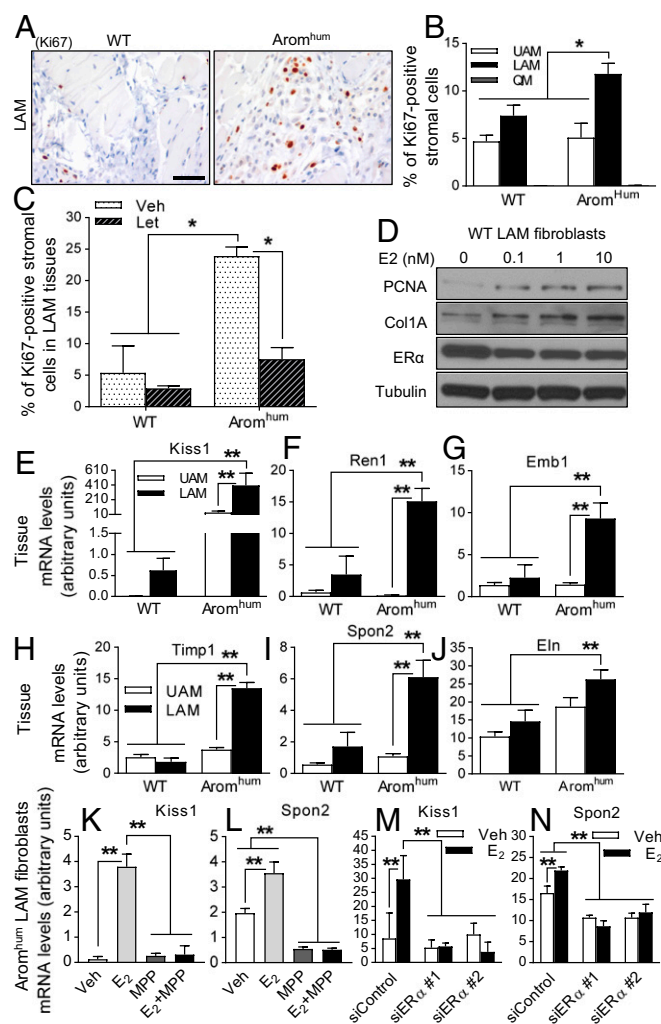 A
(Ki67)
WT
Arom^hum
LAM
B
UAM
LAM
QM
*
% of Ki67-positive stromal cells
15
10
5
0
WT
Arom^Hum
C
Veh
Let
*
*
% of Ki67-positive stromal cells in LAM tissues
30
25
20
15
10
5
0
WT
Arom^hum
D
WT LAM fibroblasts
E2 (nM) 0 0.1 1 10
PCNA
Col1A
ERα
Tubulin
E
Kiss1
**
**
UAM
LAM
Tissue mRNA levels (arbitrary units)
610
410
210
10
1.5
1.0
0.5
0.0
WT
Arom^hum
F
Ren1
**
**
20
15
10
5
0
WT
Arom^hum
G
Emb1
**
**
15
10
5
0
WT
Arom^hum
H
Timp1
**
**
UAM
LAM
Tissue mRNA levels (arbitrary units)
20
15
10
5
0
WT
Arom^hum
I
Spon2
**
**
8
6
4
2
0
WT
Arom^hum
J
Eln
**
35
30
25
20
15
10
5
0
WT
Arom^hum
K
Kiss1
**
**
Arom^hum LAM fibroblasts mRNA levels (arbitrary units)
5
4
3
2
1
0
Veh
E₂
MPP
E₂+MPP
L
Spon2
**
**
5
4
3
2
1
0
Veh
E₂
MPP
E₂+MPP
M
Kiss1
Veh
E₂
**
**
45
40
35
30
25
20
15
10
5
0
siControl
siERα #1
siERα #2
N
Spon2
Veh
E₂
**
**
30
25
20
15
10
5
0
siControl
siERα #1
siERα #2